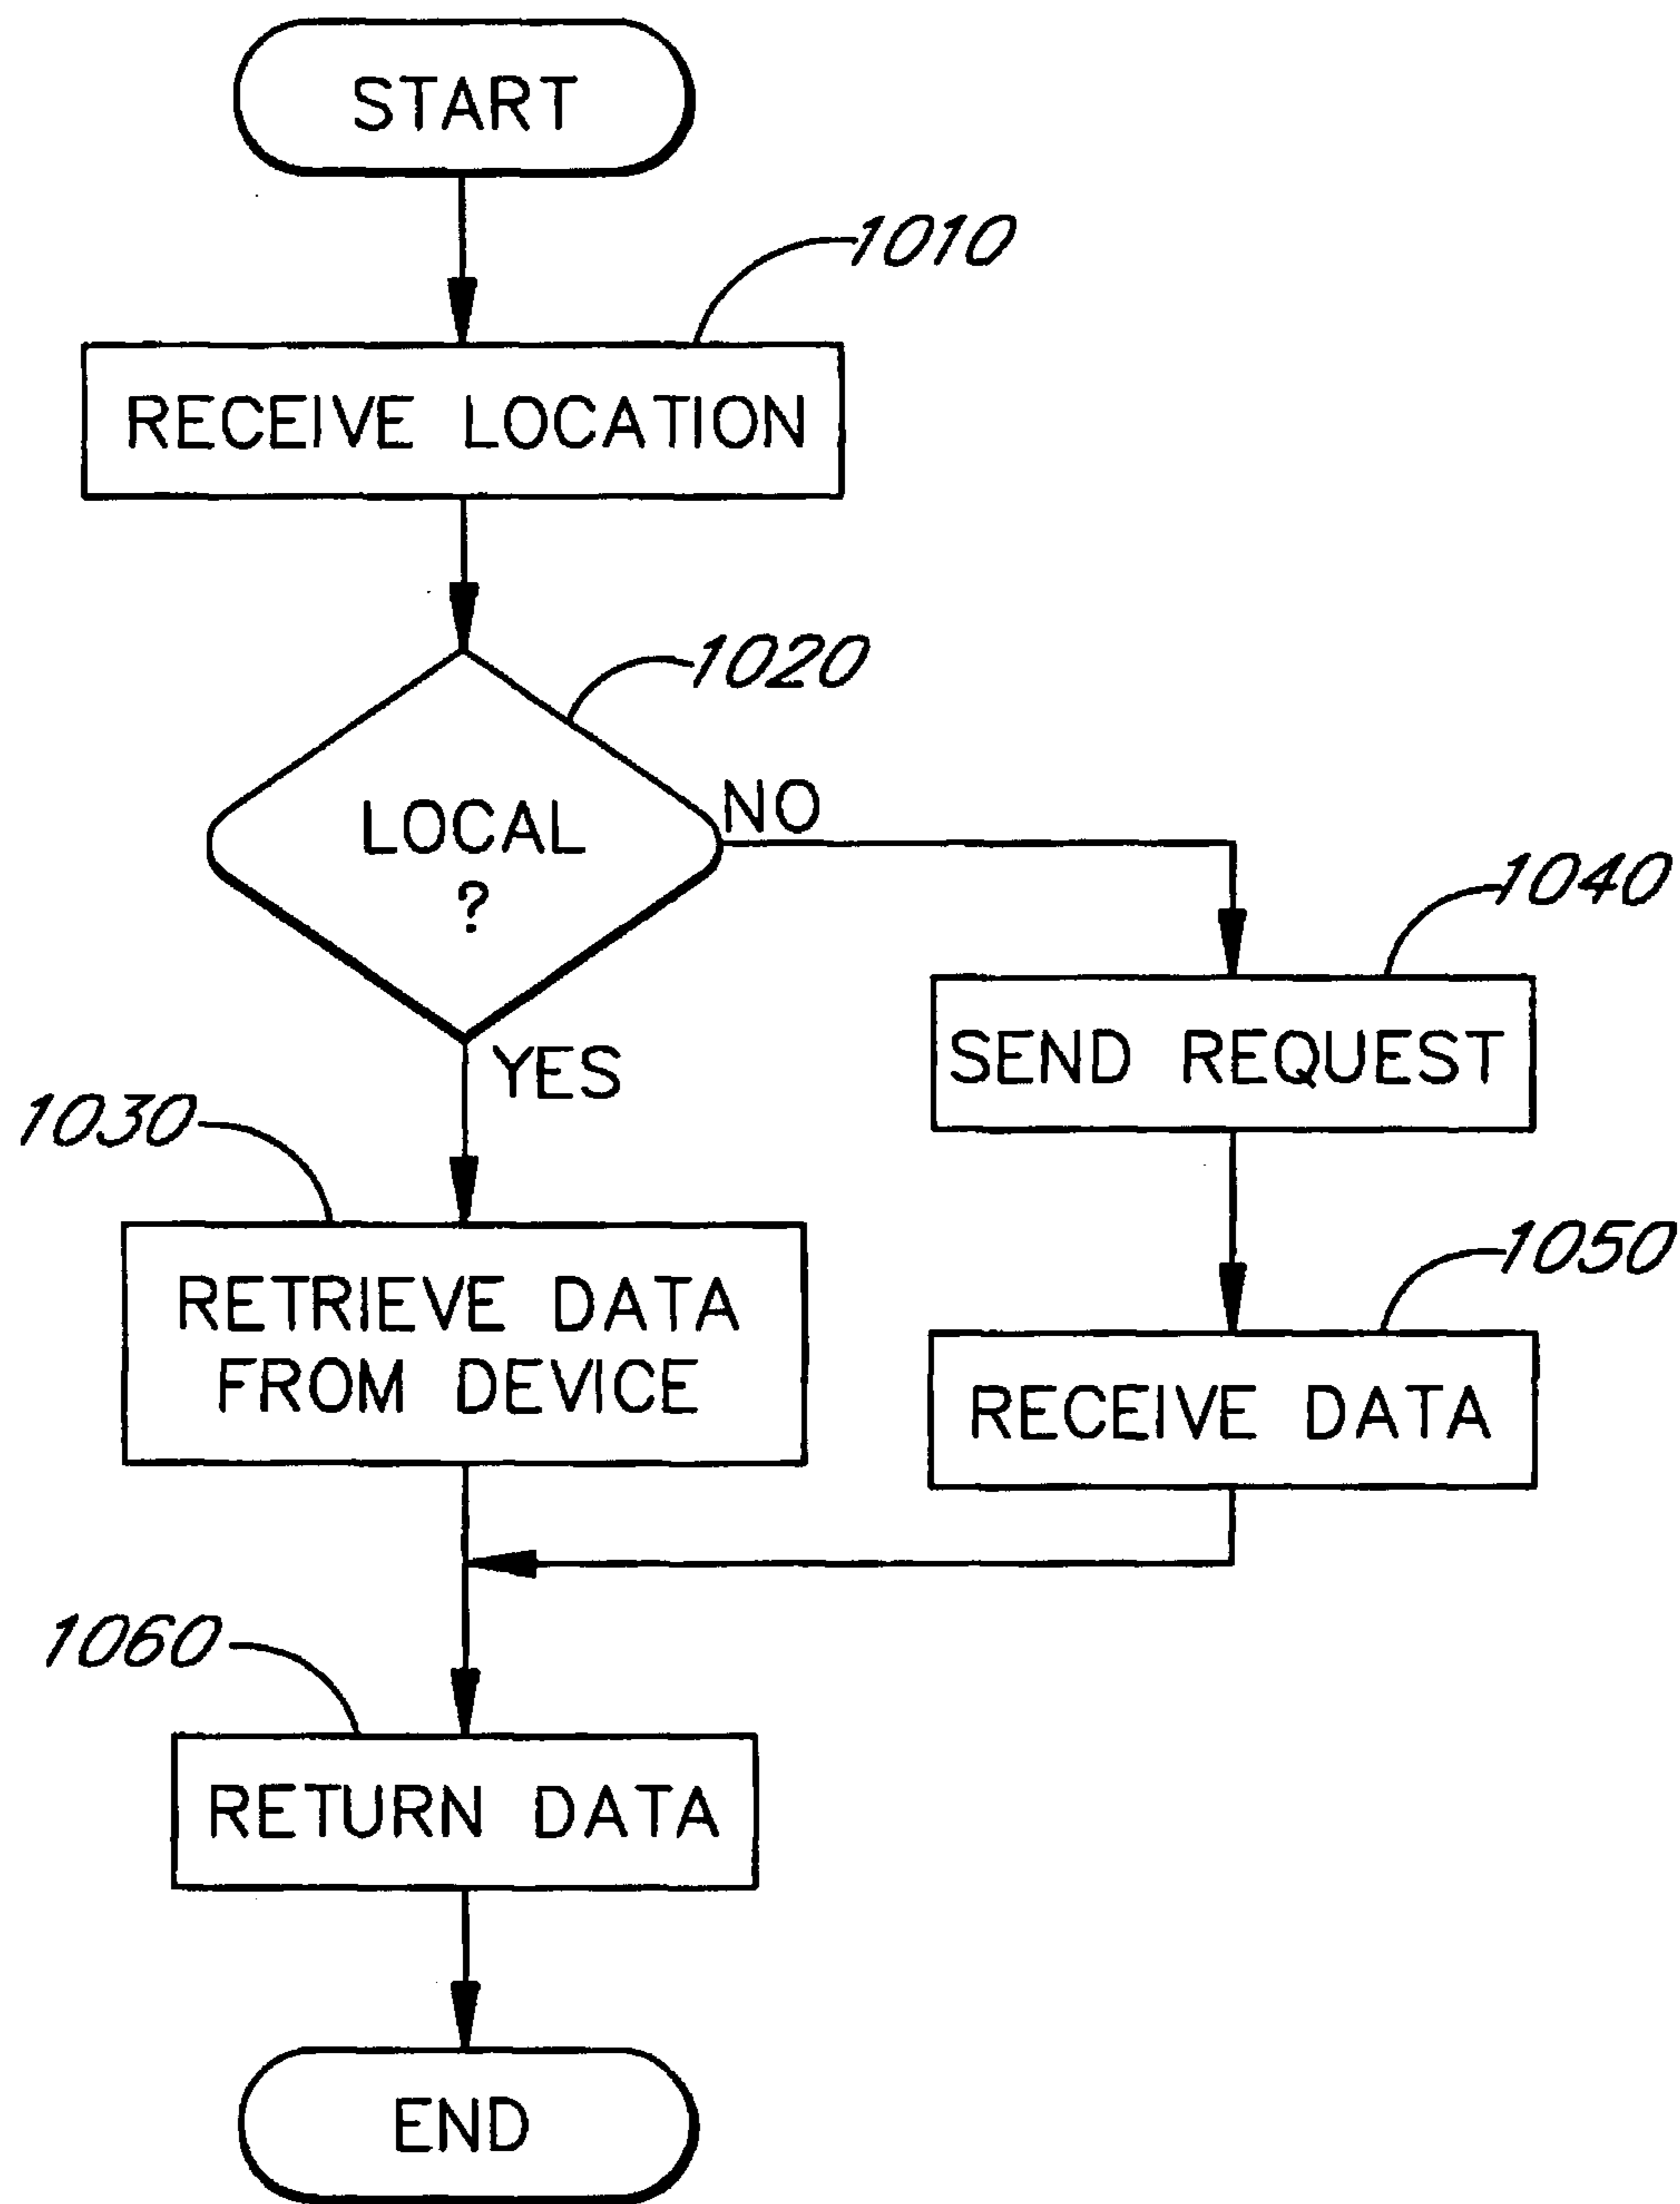 START
1010
RECEIVE LOCATION
1020
LOCAL
?
NO
1040
SEND REQUEST
YES
1030
RETRIEVE DATA
FROM DEVICE
1050
RECEIVE DATA
1060
RETURN DATA
END